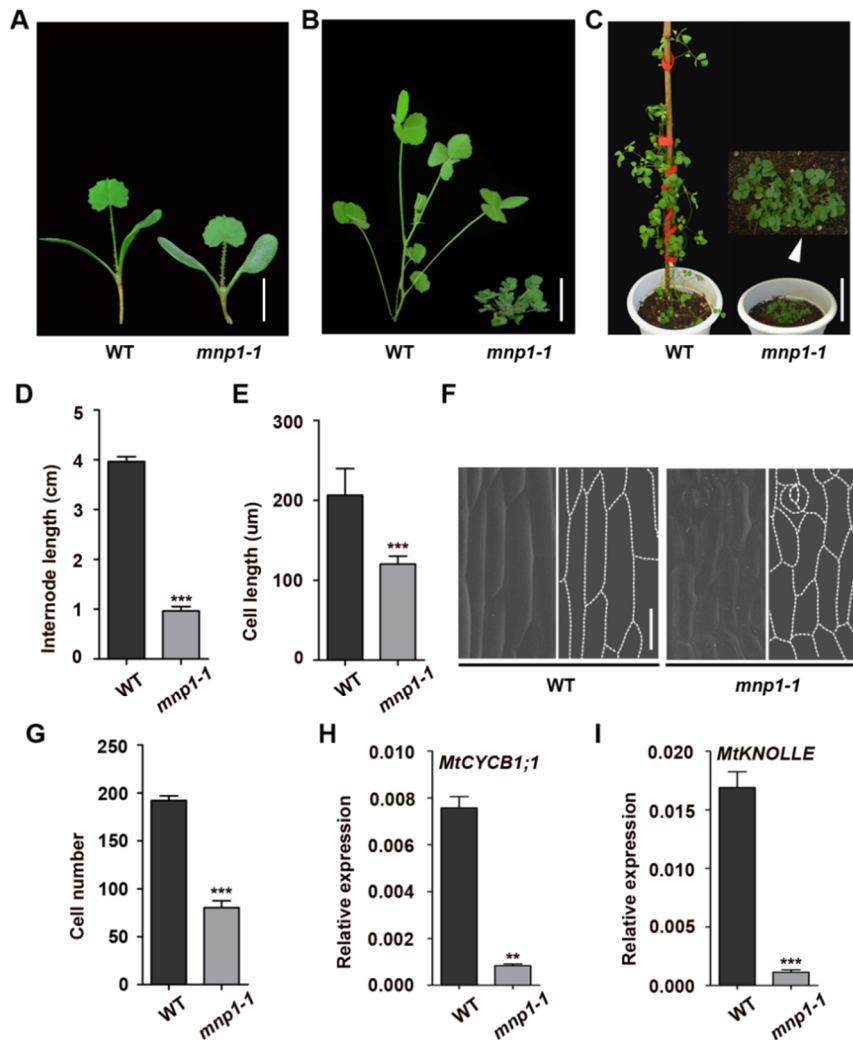 A
B
C
WT mnp1-1
WT mnp1-1
WT mnp1-1
D
Internode length (cm)
5
4
3
2
1
0
WT
mnp1-1
***
E
Cell length (um)
300
200
100
0
WT
mnp1-1
***
F
WT
mnp1-1
G
Cell number
250
200
150
100
50
0
WT
mnp1-1
***
H
MtCYCB1;1
Relative expression
0.010
0.008
0.006
0.004
0.002
0.000
WT
mnp1-1
**
I
MtKNOLLE
Relative expression
0.020
0.015
0.010
0.005
0.000
WT
mnp1-1
***